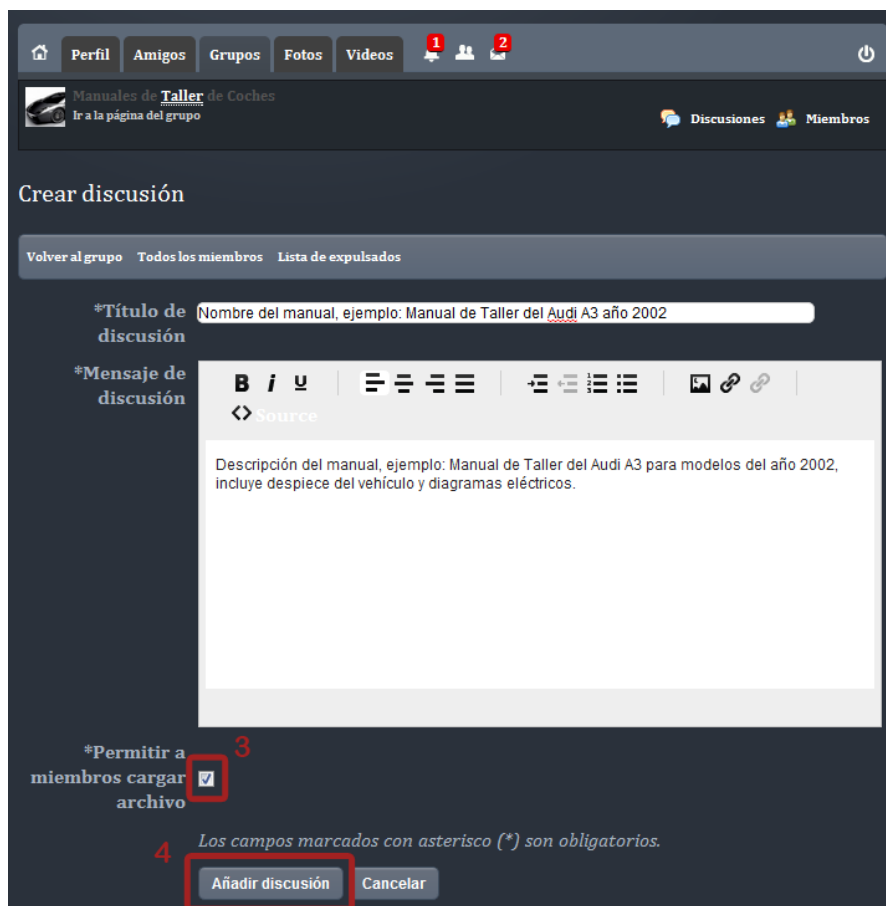 Perfil Amigos Grupos Fotos Videos 1 2
Manuales de Taller de Coches
Ir a la página del grupo
Discusiones Miembros
Crear discusión
Volver al grupo Todos los miembros Lista de expulsados
*Título de
discusión
Nombre del manual, ejemplo: Manual de Taller del Audi A3 año 2002
*Mensaje de
discusión
B i U
Source
Descripción del manual, ejemplo: Manual de Taller del Audi A3 para modelos del año 2002,
incluye despiece del vehículo y diagramas eléctricos.
*Permitir a
miembros cargar
archivo
3
Los campos marcados con asterisco (*) son obligatorios.
4
Añadir discusión Cancelar